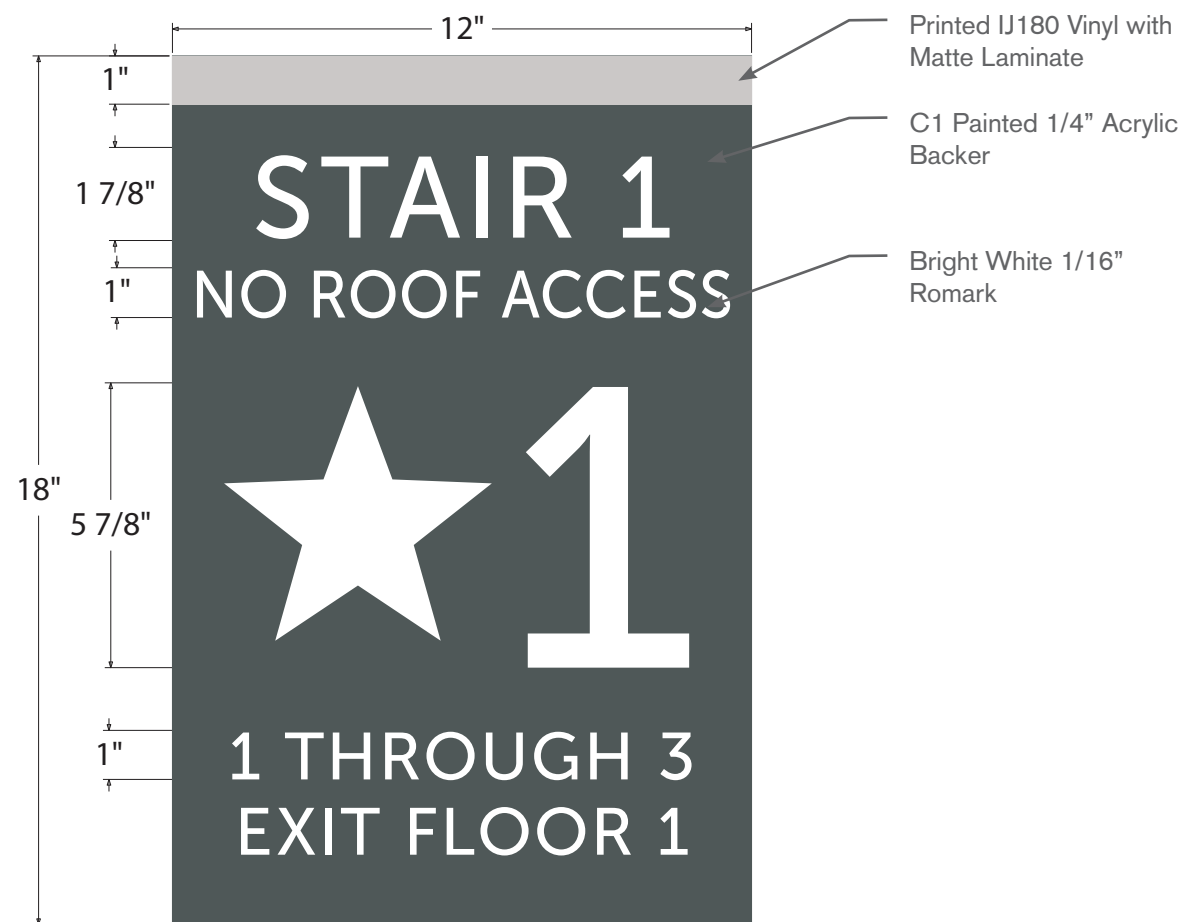 12"
Printed IJ180 Vinyl with
Matte Laminate
1"
C1 Painted 1/4” Acrylic
Backer
1 7/8"
STAIR 1
1"
NO ROOF ACCESS
Bright White 1/16”
Romark
18"
5 7/8"
1
1"
1 THROUGH 3
EXIT FLOOR 1